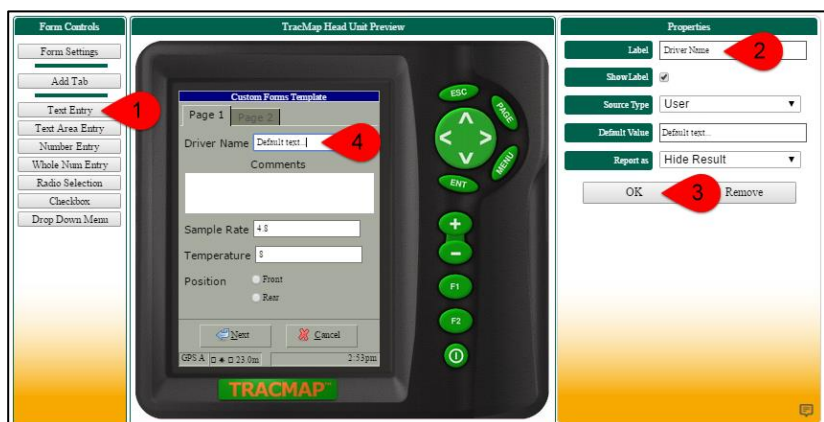 Form Controls
Form Settings
Add Tab
Text Entry
1
Text Area Entry
Number Entry
Whole Num Entry
Radio Selection
Checkbox
Drop Down Menu
TracMap Head Unit Preview
Custom Forms Template
Page 1 Page 2
Driver Name Default text...
4
Comments
Sample Rate 4.8
Temperature 8
Position Front
Rear
Next Cancel
GPS A 23.0m 2:53pm
TRACMAP
ESC
PAGE
MENU
ENT
+
−
F1
F2
Properties
Label Driver Name
2
ShowLabel
Source Type User
Default Value Default text...
Report as Hide Result
OK
3
Remove